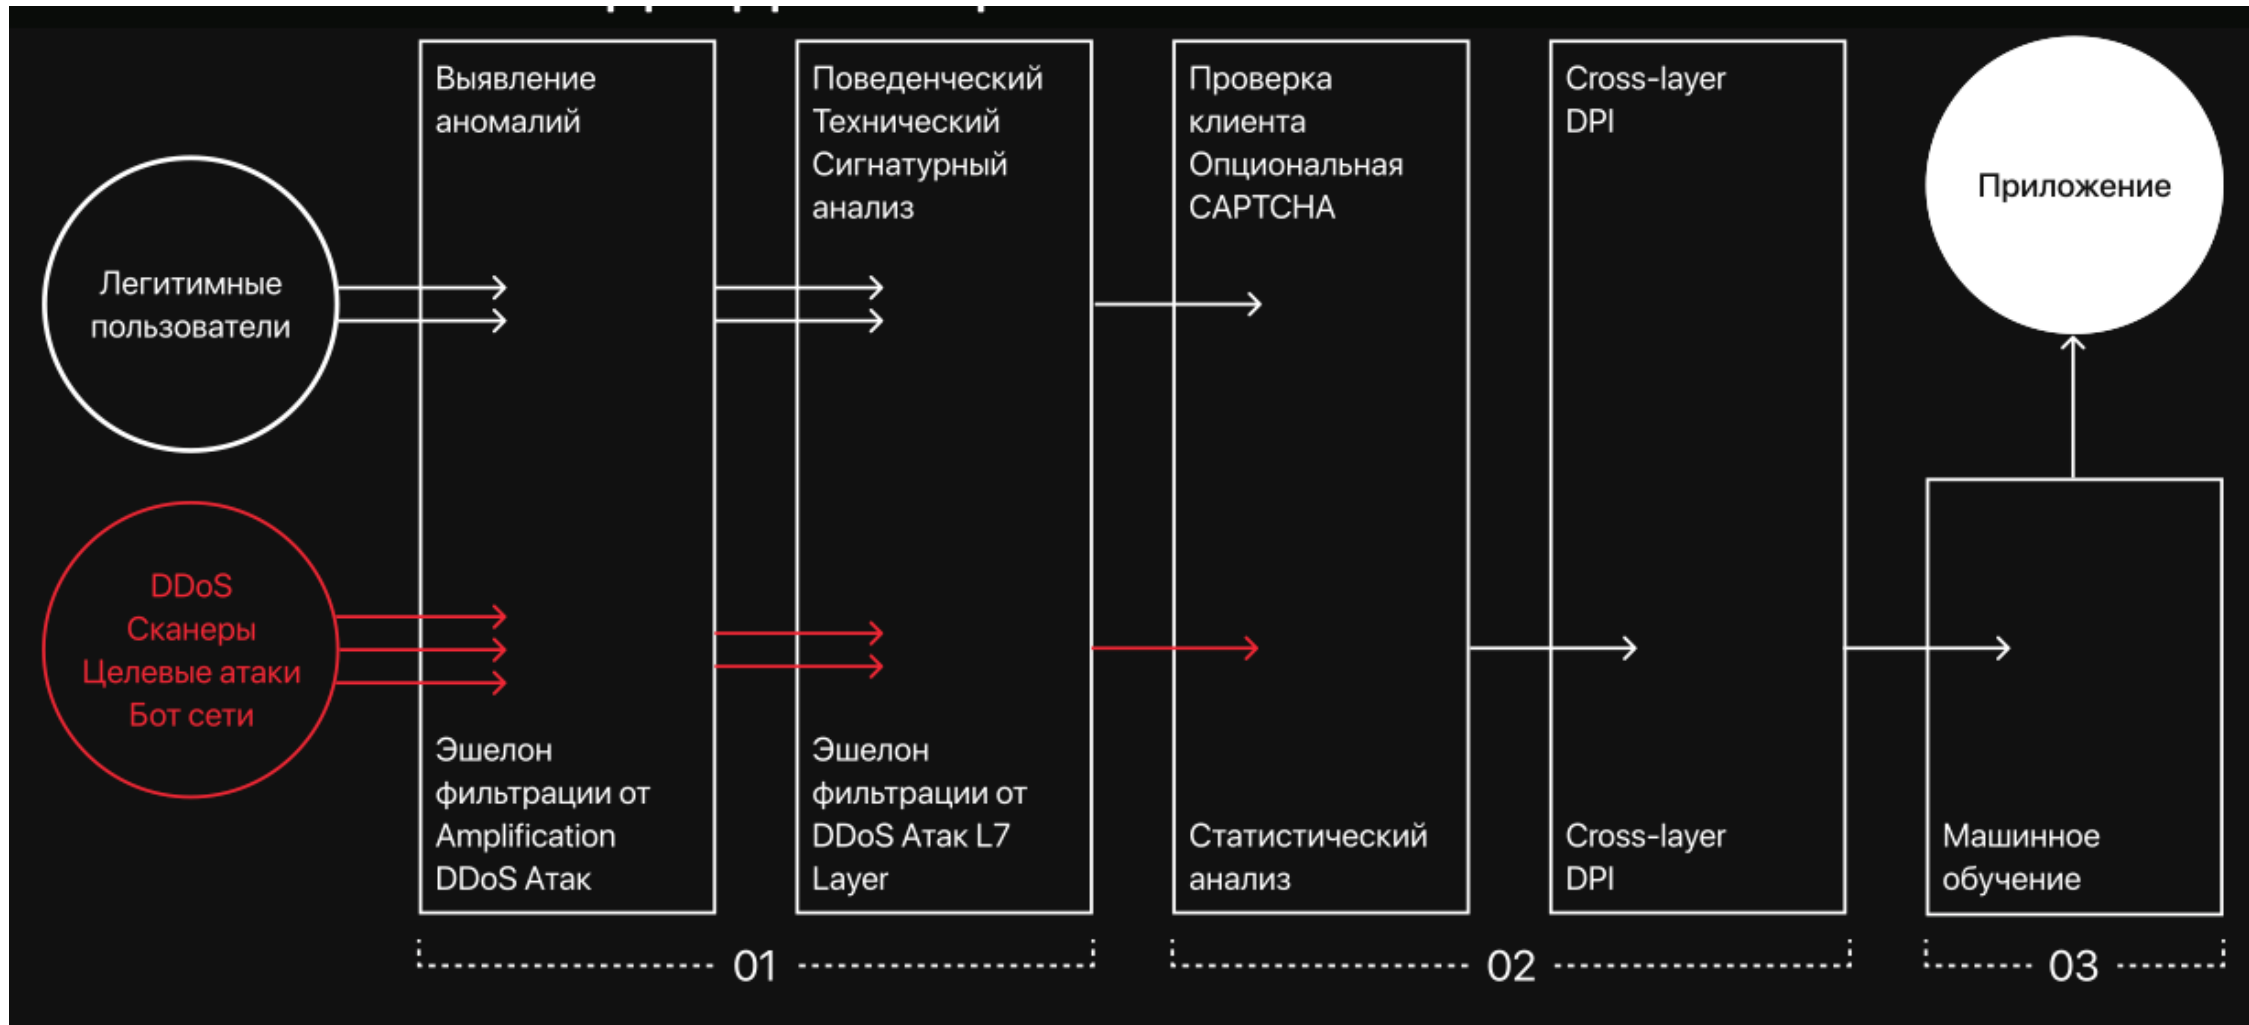 Легитимные
пользователи
DDoS
Сканеры
Целевые атаки
Бот сети
Выявление
аномалий
Эшелон
фильтрации от
Amplification
DDoS Атак
Поведенческий
Технический
Сигнатурный
анализ
Эшелон
фильтрации от
DDoS Атак L7
Layer
Проверка
клиента
Опциональная
CAPTCHA
Статистический
анализ
Cross-layer
DPI
Cross-layer
DPI
Приложение
Машинное
обучение
01
02
03